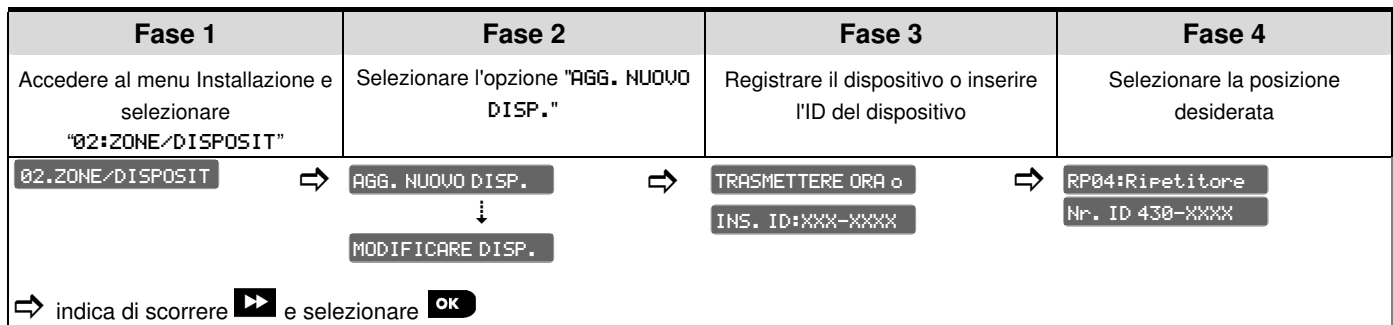 Fase 1
Fase 2
Fase 3
Fase 4
Accedere al menu Installazione e
selezionare
“02:ZONE/DISPOSIT”
Selezionare l'opzione "AGG. NUOVO
DISP."
Registrare il dispositivo o inserire
l'ID del dispositivo
Selezionare la posizione
desiderata
02.ZONE/DISPOSIT
AGG. NUOVO DISP.
MODIFICARE DISP.
TRASMETTERE ORA o
INS. ID:XXX-XXXX
RP04:Ripetitore
Nr. ID 430-XXXX
indica di scorrere e selezionare OK